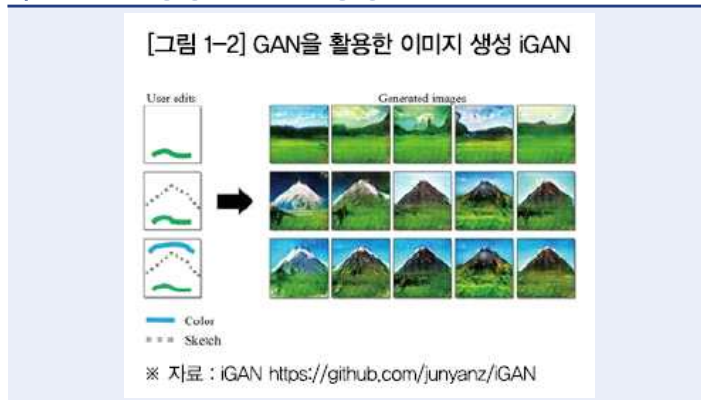 [그림 1-2] GAN을 활용한 이미지 생성 iGAN
User edits
Generated images
Color
Sketch
※ 자료 : iGAN https://github.com/junyanz/iGAN